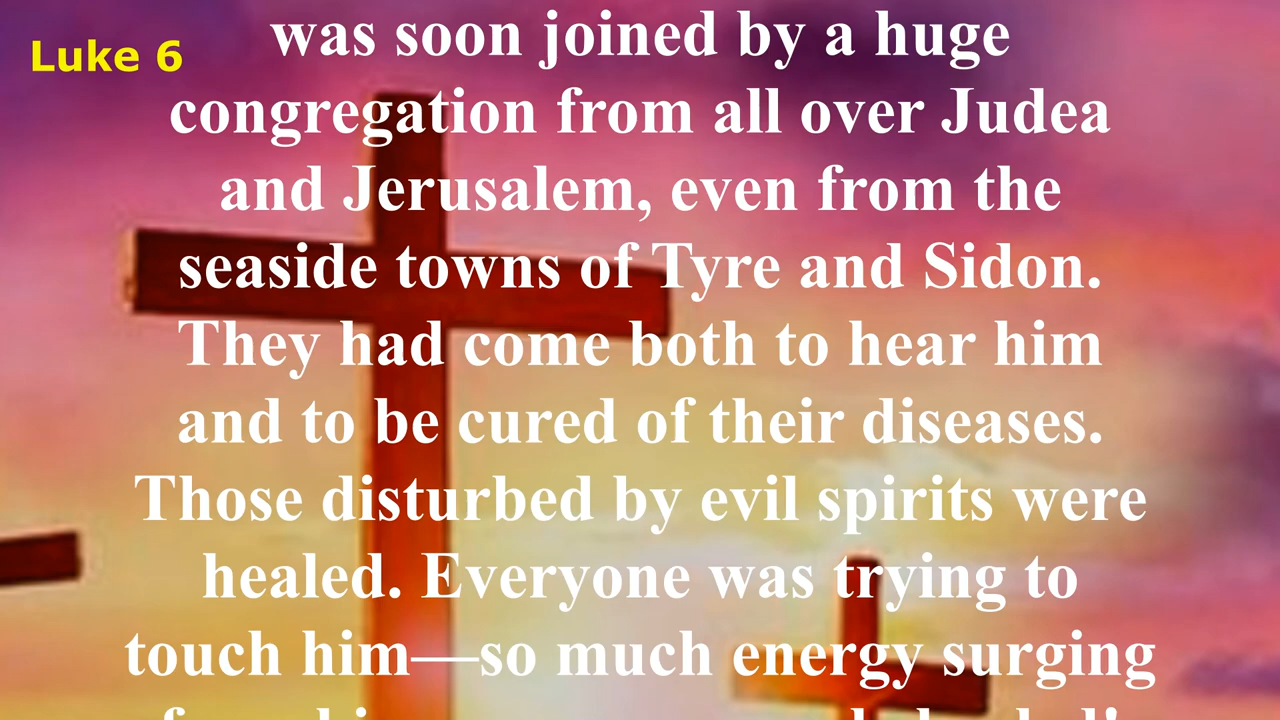 Luke 6
was soon joined by a huge
congregation from all over Judea
and Jerusalem, even from the
seaside towns of Tyre and Sidon.
They had come both to hear him
and to be cured of their diseases.
Those disturbed by evil spirits were
healed. Everyone was trying to
touch him—so much energy surging